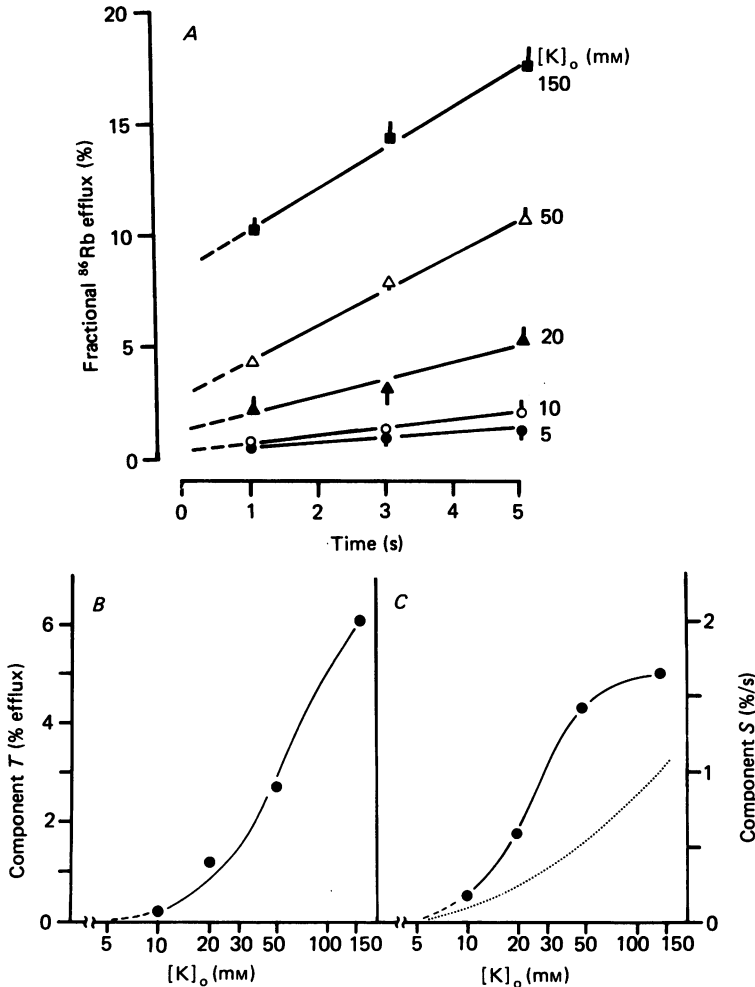 A
[K]o (mM)
150
50
20
10
5
Fractional 86Rb efflux (%)
20
15
10
5
0
0 1 2 3 4 5
Time (s)
B
Component T (% efflux)
6
4
2
0
5 10 20 30 50 100 150
[K]o (mM)
C
Component S (%/s)
2
1
0
5 10 20 30 50 100 150
[K]o (mM)